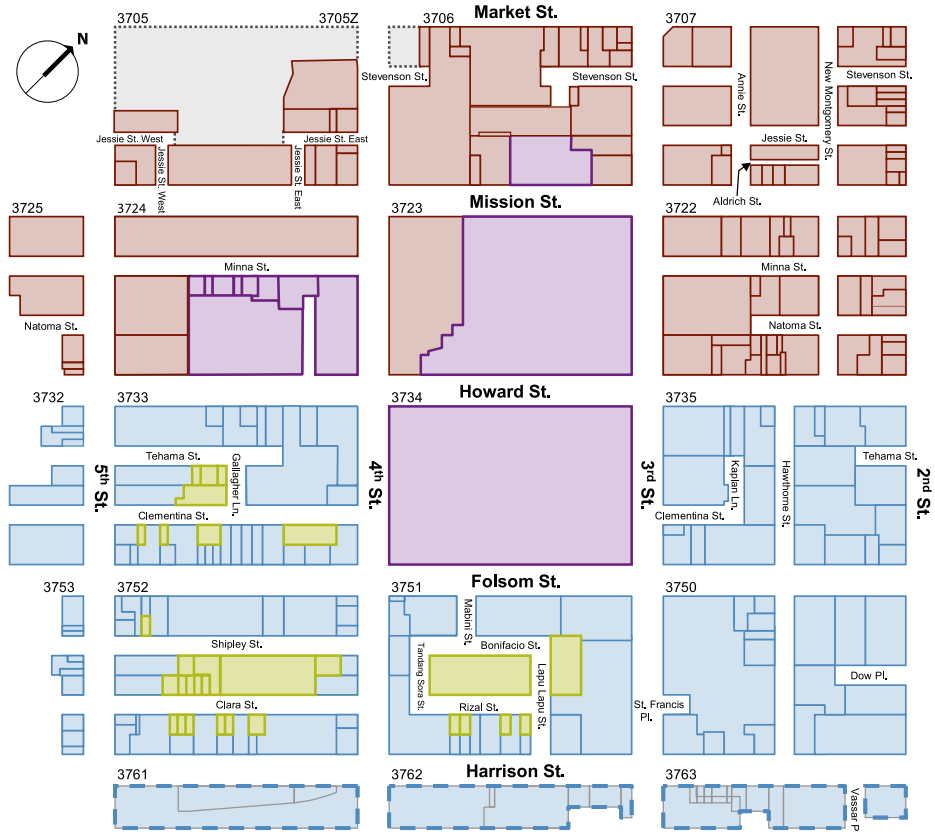 Market St.
3705
3705Z
3706
3707
N
Stevenson St.
Stevenson St.
Annie St.
New Montgomery St.
Stevenson St.
Jessie St. West
Jessie St. East
Jessie St.
Jessie St. West
Jessie St. East
Aldrich St.
Mission St.
3725
3724
3723
3722
Minna St.
Minna St.
Natoma St.
Natoma St.
Howard St.
3732
3733
3734
3735
Tehama St.
Gallagher Ln.
Kaplan Ln.
Hawthorne St.
Tehama St.
5th St.
4th St.
3rd St.
2nd St.
Clementina St.
Clementina St.
Folsom St.
3753
3752
3751
3750
Mabini St.
Shipley St.
Bonifacio St.
Tandang Sora St
Lapu Lapu St.
Dow Pl.
Clara St.
Rizal St.
St. Francis
Pl.
Harrison St.
3761
3762
3763
Vassar P